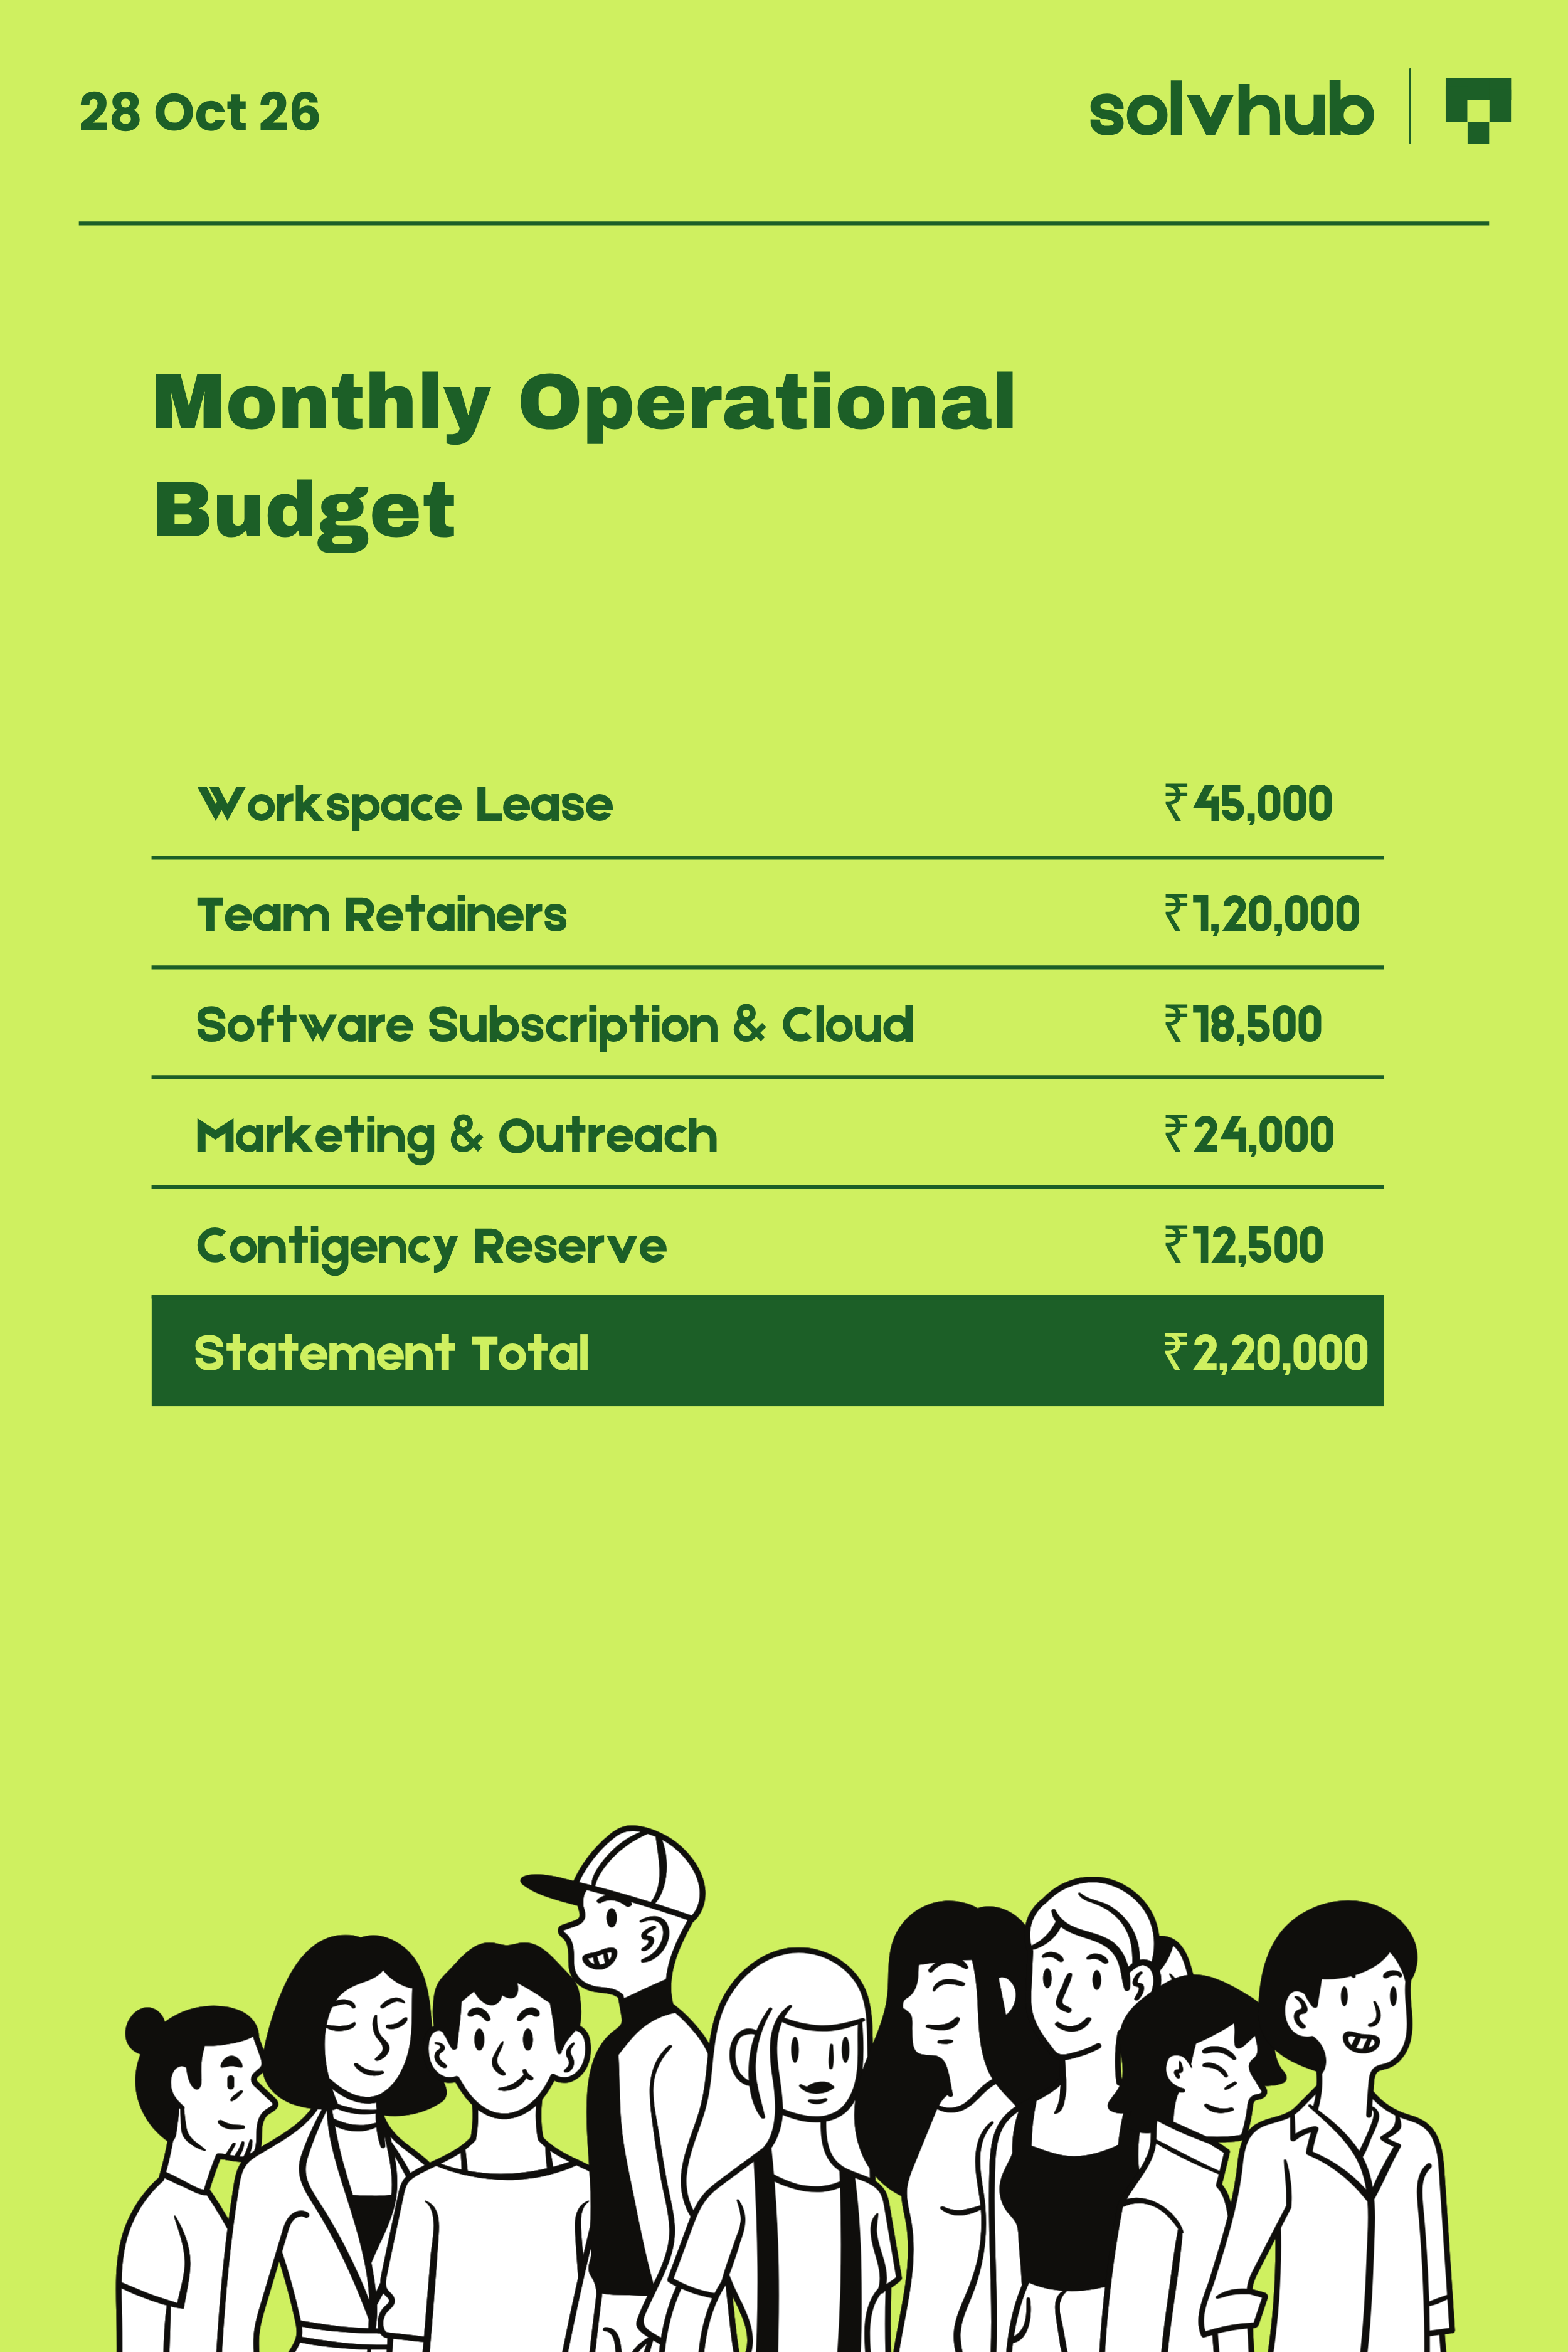 28 Oct 26
solvhub
Monthly Operational
Budget
Workspace Lease ₹45,000
Team Retainers ₹1,20,000
Software Subscription & Cloud ₹18,500
Marketing & Outreach ₹24,000
Contigency Reserve ₹12,500
Statement Total ₹2,20,000